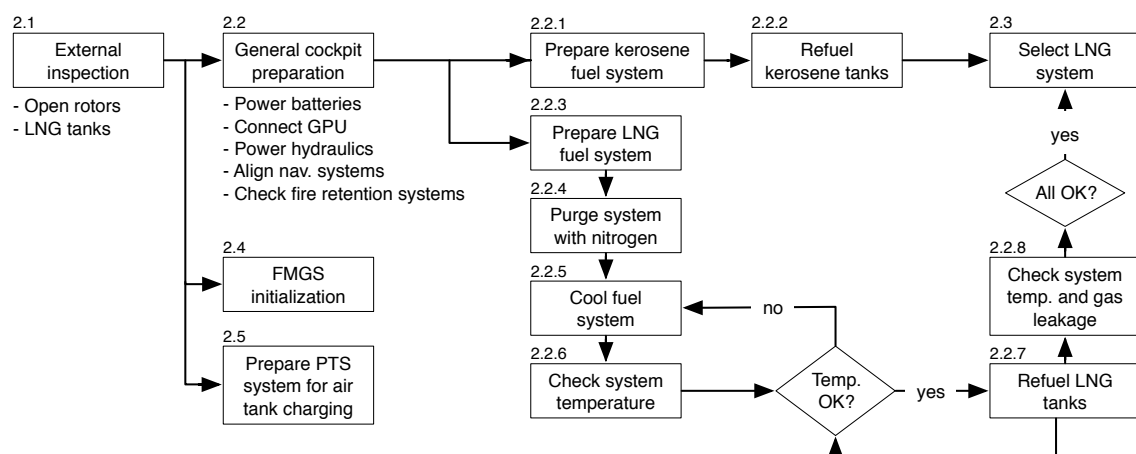 2.1
External
inspection
- Open rotors
- LNG tanks
2.2
General cockpit
preparation
- Power batteries
- Connect GPU
- Power hydraulics
- Align nav. systems
- Check fire retention systems
2.4
FMGS
initialization
2.5
Prepare PTS
system for air
tank charging
2.2.1
Prepare kerosene
fuel system
2.2.2
Refuel
kerosene tanks
2.3
Select LNG
system
2.2.3
Prepare LNG
fuel system
2.2.4
Purge system
with nitrogen
2.2.5
Cool fuel
system
2.2.6
Check system
temperature
no
Temp.
OK?
yes
2.2.7
Refuel LNG
tanks
2.2.8
Check system
temp. and gas
leakage
All OK?
yes